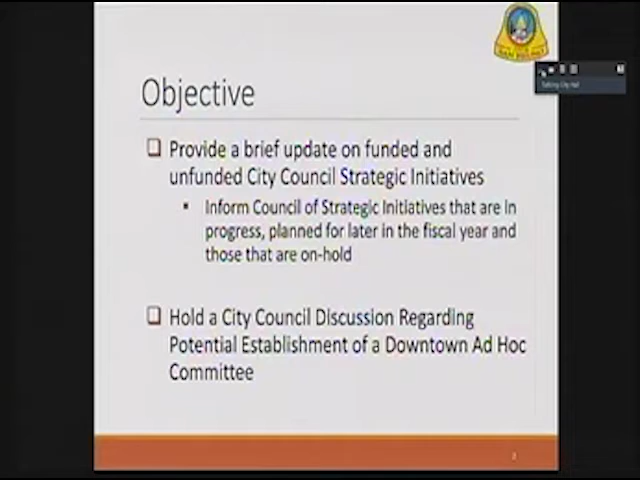 Objective
Provide a brief update on funded and
unfunded City Council Strategic Initiatives
Inform Council of Strategic Initiatives that are in
progress, planned for later in the fiscal year and
those that are on-hold
Hold a City Council Discussion Regarding
Potential Establishment of a Downtown Ad Hoc
Committee